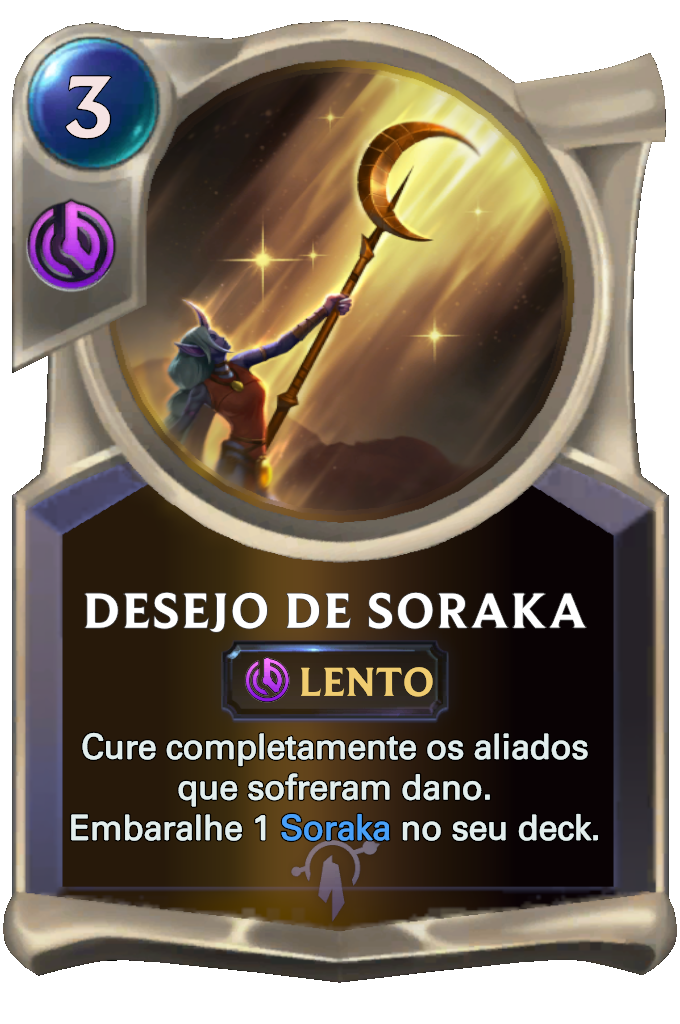 3
DESEJO DE SORAKA
LENTO
Cure completamente os aliados
que sofreram dano.
Embaralhe 1 Soraka no seu deck.